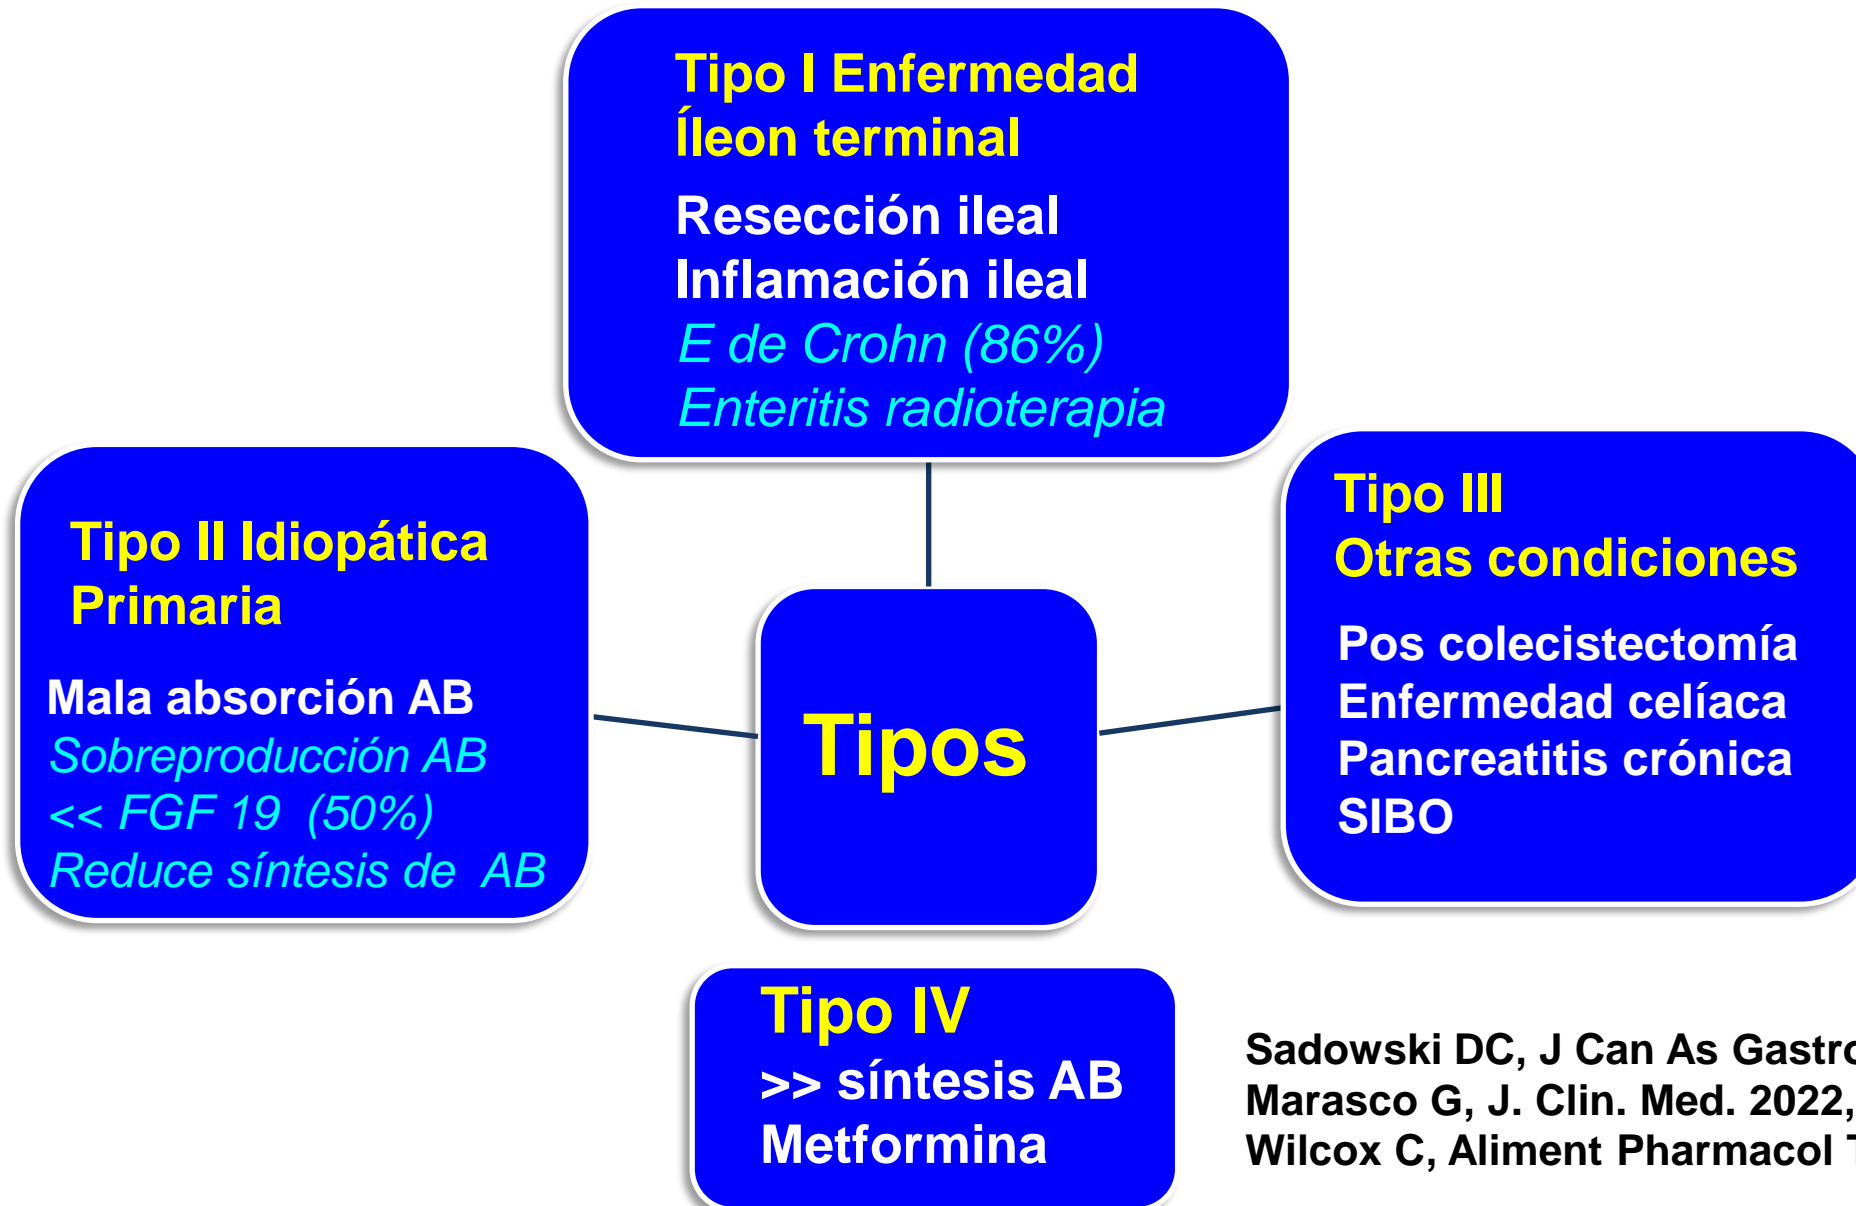 Tipo I Enfermedad
Íleon terminal
Resección ileal
Inflamación ileal
E de Crohn (86%)
Enteritis radioterapia
Tipo II Idiopática
Primaria
Mala absorción AB
Sobreproducción AB
<< FGF 19 (50%)
Reduce síntesis de AB
Tipos
Tipo III
Otras condiciones
Pos colecistectomía
Enfermedad celíaca
Pancreatitis crónica
SIBO
Tipo IV
>> síntesis AB
Metformina
Sadowski DC, J Can As
Marasco G, J. Clin. Med. 2022,
Wilcox C, Aliment Pharmacol